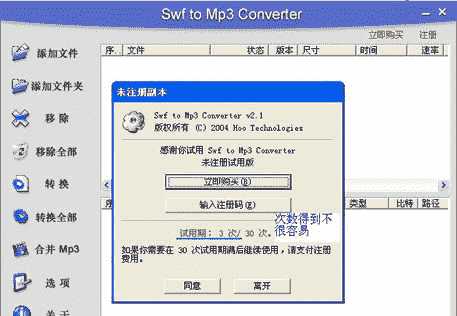 Swf to Mp3 Converter
立即购买 注册
添加文件
序. 文件 状态 版本 尺寸 时间 速率
添加文件夹
移 除
移除全部
转 换
转换全部
合并 Mp3
选 项
关 于
未注册副本
Swf to Mp3 Converter v2.1
版权所有 (C) 2004 Hoo Technologies
感谢你试用 Swf to Mp3 Converter
未注册试用版
立即购买(B)
输入注册码(E)
次数得到不
很容易
试用期: 3 次/ 30 次.
如果你需要在 30 次试用期满后继续使用,请支付注册
费用。
同意 离开
序 类型 比特 路径